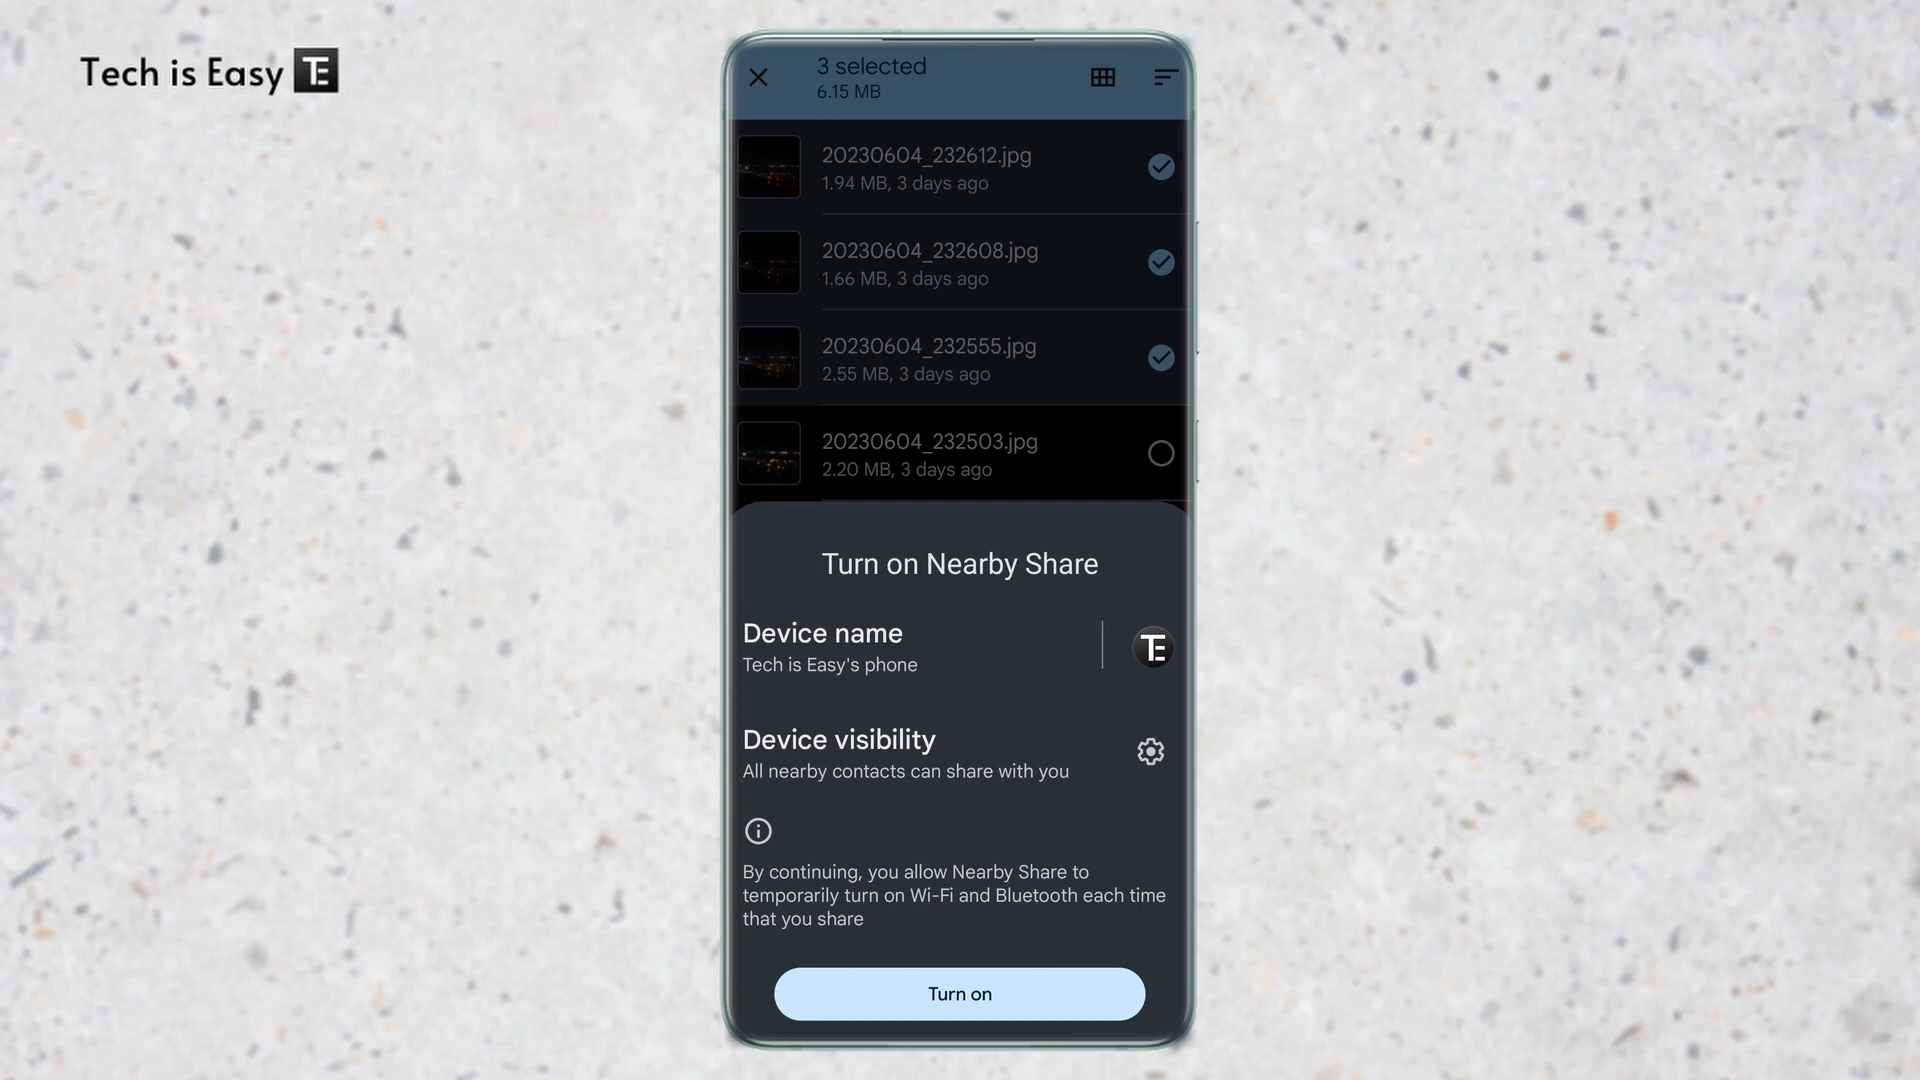 Tech is Easy TE
3 selected
6.15 MB
20230604_232612.jpg
1.94 MB, 3 days ago
20230604_232608.jpg
1.66 MB, 3 days ago
20230604_232555.jpg
2.55 MB, 3 days ago
20230604_232503.jpg
2.20 MB, 3 days ago
Turn on Nearby Share
Device name
Tech is Easy's phone
TE
Device visibility
All nearby contacts can share with you
By continuing, you allow Nearby Share to
temporarily turn on Wi-Fi and Bluetooth each time
that you share
Turn on